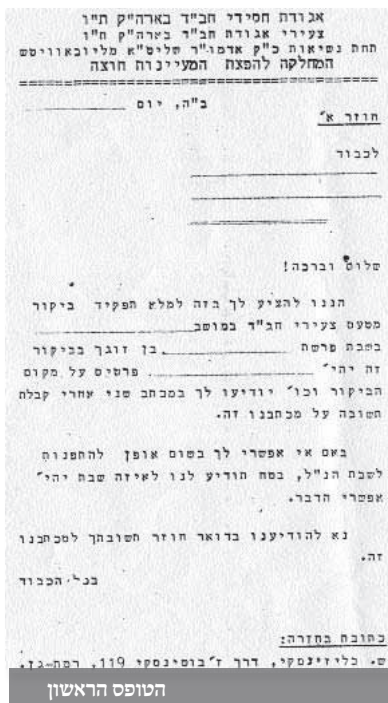 אגודת חסידי חב"ד בארה"ק ת"ו
צעירי אגודת חב"ד בארה"ק ת"ו
תחת נשיאות כ"ק אדמו"ר שליט"א מליובאוויטש
המחלקה להפצת המעיינות חוצה
ב"ה, יום
חוזר א'
לכבוד
שלום וברכה!
הננו להציע לך בזה למלא תפקיד ביקור
מטעם צעירי חב"ד במושב
בשבת פרשת בן זוגך בביקור
זה יהי' פרטים על מקום
הביקור וכו' יודיעו לך במכתב שני אחרי קבלת
תשובה על מכתבנו זה.
באם אי אפשרי לך בשום אופן להתפנות
לשבת הנ"ל, בטח תודיע לנו לאיזה שבת יהי'
אפשרי הדבר.
נא להודיענו בדואר חוזר תשובתך למכתבנו
זה.
בגל הכבוד
כתובת בחזרה:
ש. בליזינסקי, דרך ז'בוטינסקי 119, רמת-גן.
הטופס הראשון